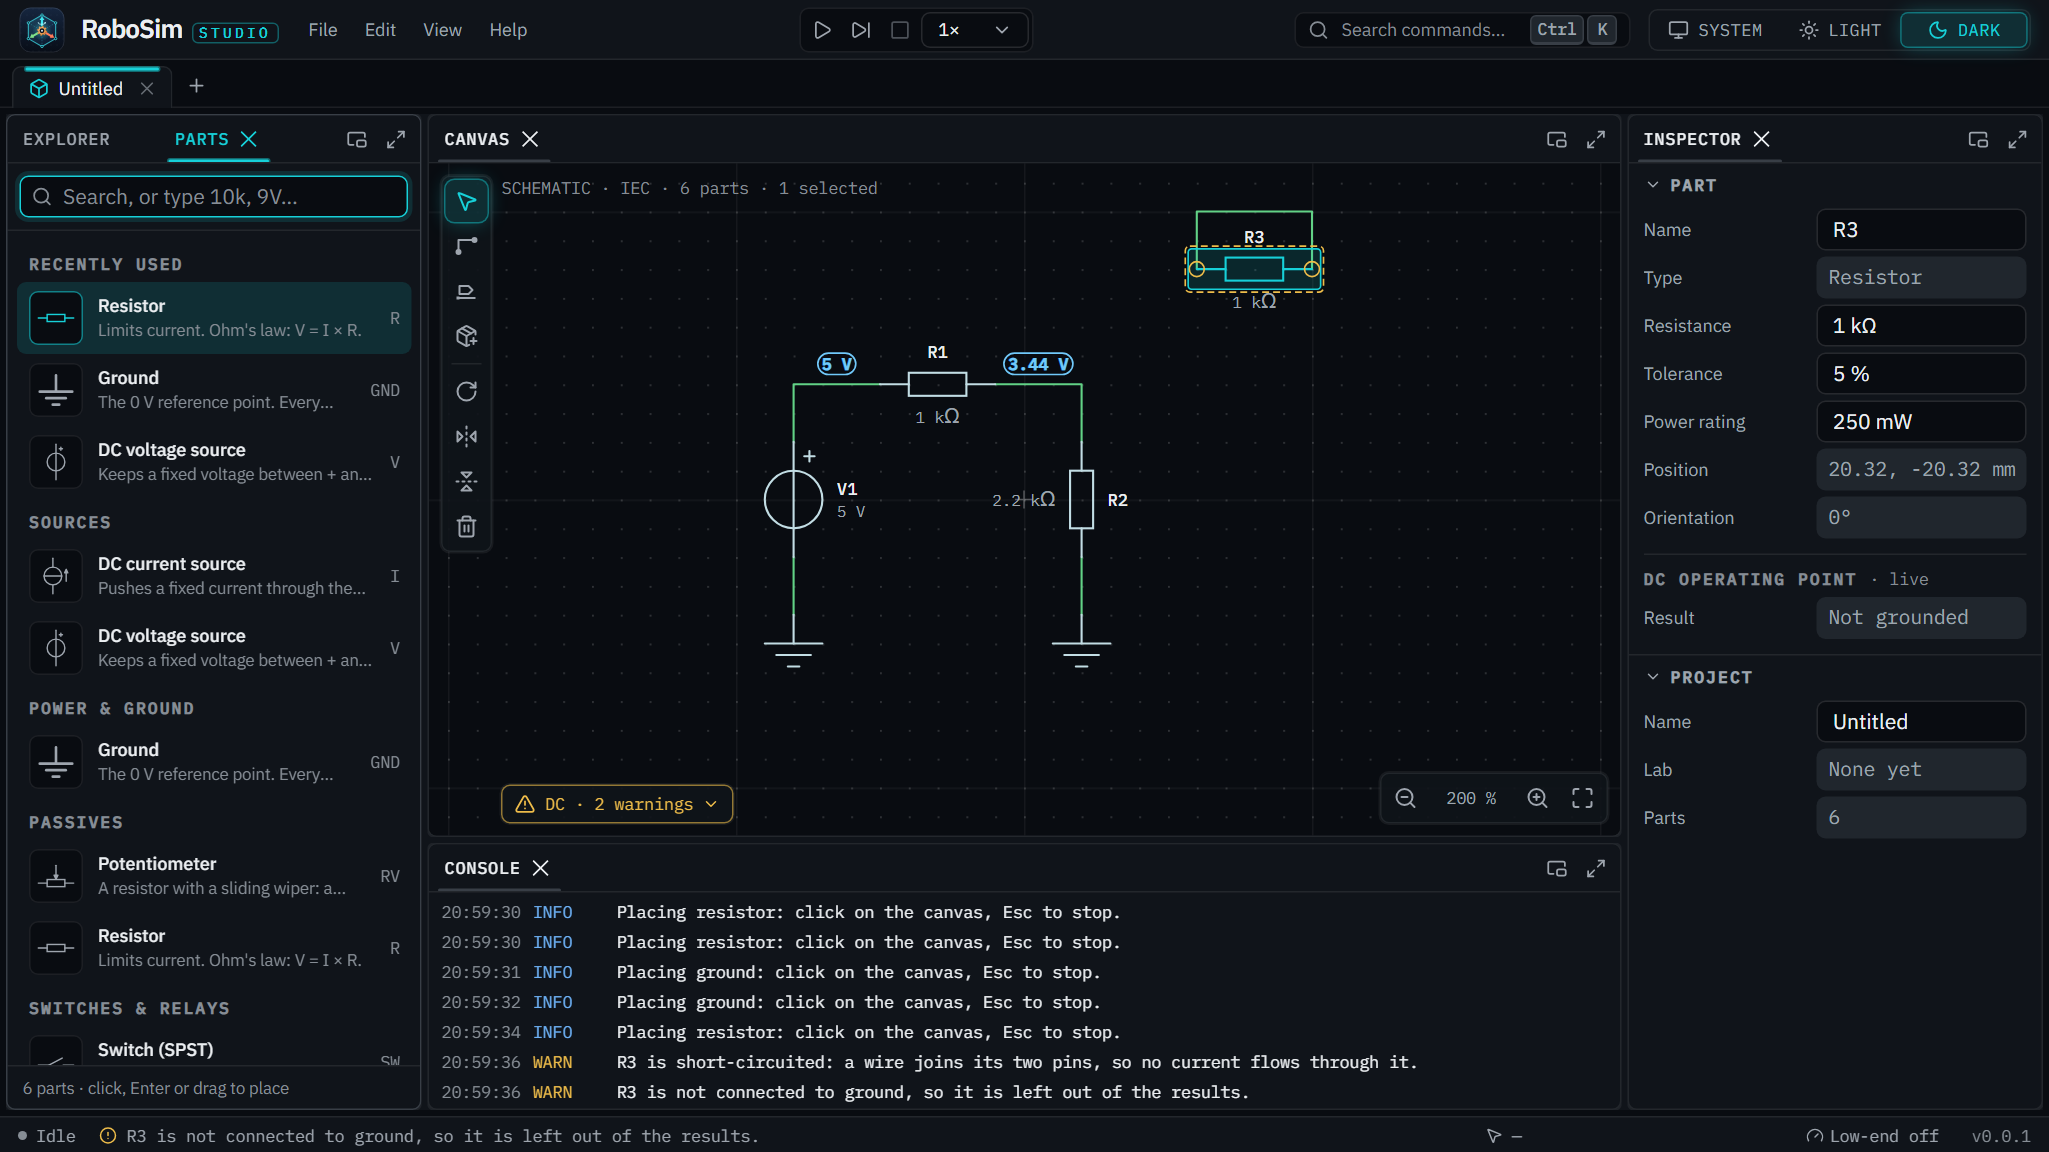 RoboSim STUDIO File Edit View Help 1× Search commands... Ctrl K SYSTEM LIGHT DARK
Untitled
EXPLORER PARTS
Search, or type 10k, 9V...
RECENTLY USED
Resistor
Limits current. Ohm's law: V = I × R.
R
Ground
The 0 V reference point. Every...
GND
DC voltage source
Keeps a fixed voltage between + an...
V
SOURCES
DC current source
Pushes a fixed current through the...
I
DC voltage source
Keeps a fixed voltage between + an...
V
POWER & GROUND
Ground
The 0 V reference point. Every...
GND
PASSIVES
Potentiometer
A resistor with a sliding wiper: a...
RV
Resistor
Limits current. Ohm's law: V = I × R.
R
SWITCHES & RELAYS
Switch (SPST)
SW
6 parts · click, Enter or drag to place
CANVAS
SCHEMATIC · IEC · 6 parts · 1 selected
R3
1 kΩ
5 V
R1
3.44 V
1 kΩ
+
V1
5 V
2.2 kΩ
R2
DC · 2 warnings
200 %
CONSOLE
20:59:30 INFO Placing resistor: click on the canvas, Esc to stop.
20:59:30 INFO Placing resistor: click on the canvas, Esc to stop.
20:59:31 INFO Placing ground: click on the canvas, Esc to stop.
20:59:32 INFO Placing ground: click on the canvas, Esc to stop.
20:59:34 INFO Placing resistor: click on the canvas, Esc to stop.
20:59:36 WARN R3 is short-circuited: a wire joins its two pins, so no current flows through it.
20:59:36 WARN R3 is not connected to ground, so it is left out of the results.
INSPECTOR
PART
Name R3
Type Resistor
Resistance 1 kΩ
Tolerance 5 %
Power rating 250 mW
Position 20.32, -20.32 mm
Orientation 0°
DC OPERATING POINT · live
Result Not grounded
PROJECT
Name Untitled
Lab None yet
Parts 6
Idle R3 is not connected to ground, so it is left out of the results. — Low-end off v0.0.1